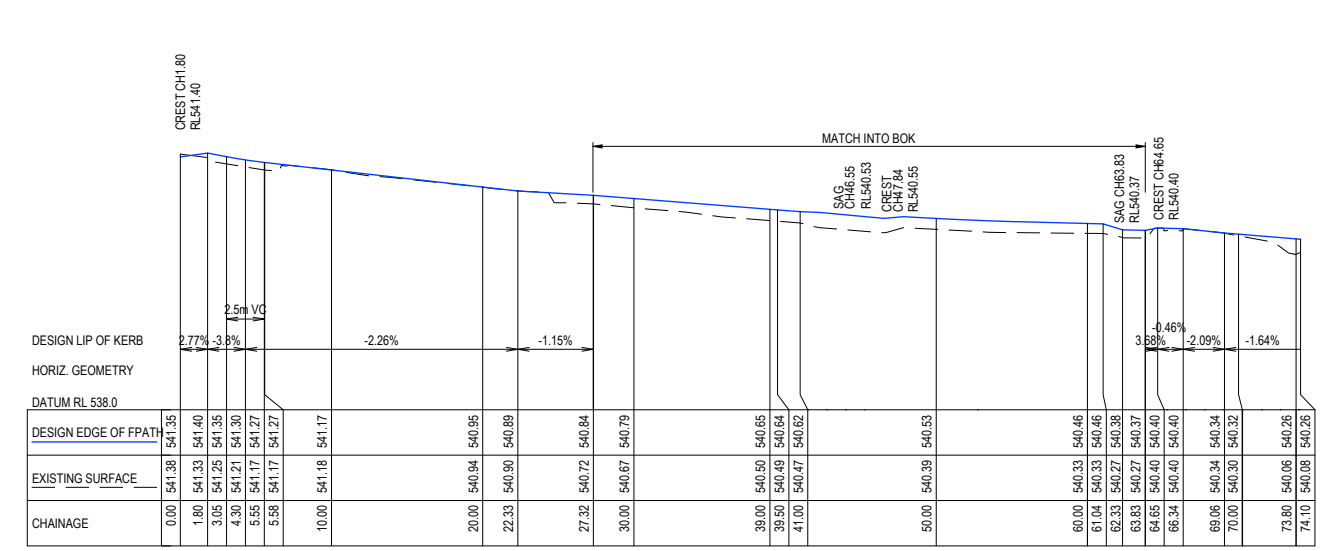 CREST CH1.80
RL541.40
MATCH INTO BOK
SAG
CH46.55
RL540.53
CREST
CH47.84
RL540.55
SAG CH63.83
RL540.37
CREST CH64.65
RL540.40
2.5m VC
DESIGN LIP OF KERB 2.77% -3.8% -2.26% -1.15% 3.68% -0.46% -2.09% -1.64%
HORIZ. GEOMETRY
DATUM RL 538.0
DESIGN EDGE OF FPATH 541.35 541.40 541.35 541.30 541.27 541.27 541.17 540.95 540.89 540.84 540.79 540.65 540.64 540.62 540.53 540.46 540.46 540.38 540.37 540.40 540.40 540.34 540.32 540.26 540.26
EXISTING SURFACE 541.38 541.33 541.25 541.21 541.17 541.17 541.18 540.94 540.90 540.72 540.67 540.50 540.49 540.47 540.39 540.33 540.33 540.27 540.27 540.40 540.40 540.34 540.30 540.06 540.08
CHAINAGE 0.00 1.80 3.05 4.30 5.55 5.58 10.00 20.00 22.33 27.32 30.00 39.00 39.50 41.00 50.00 60.00 61.04 62.33 63.83 64.65 66.34 69.06 70.00 73.80 74.10